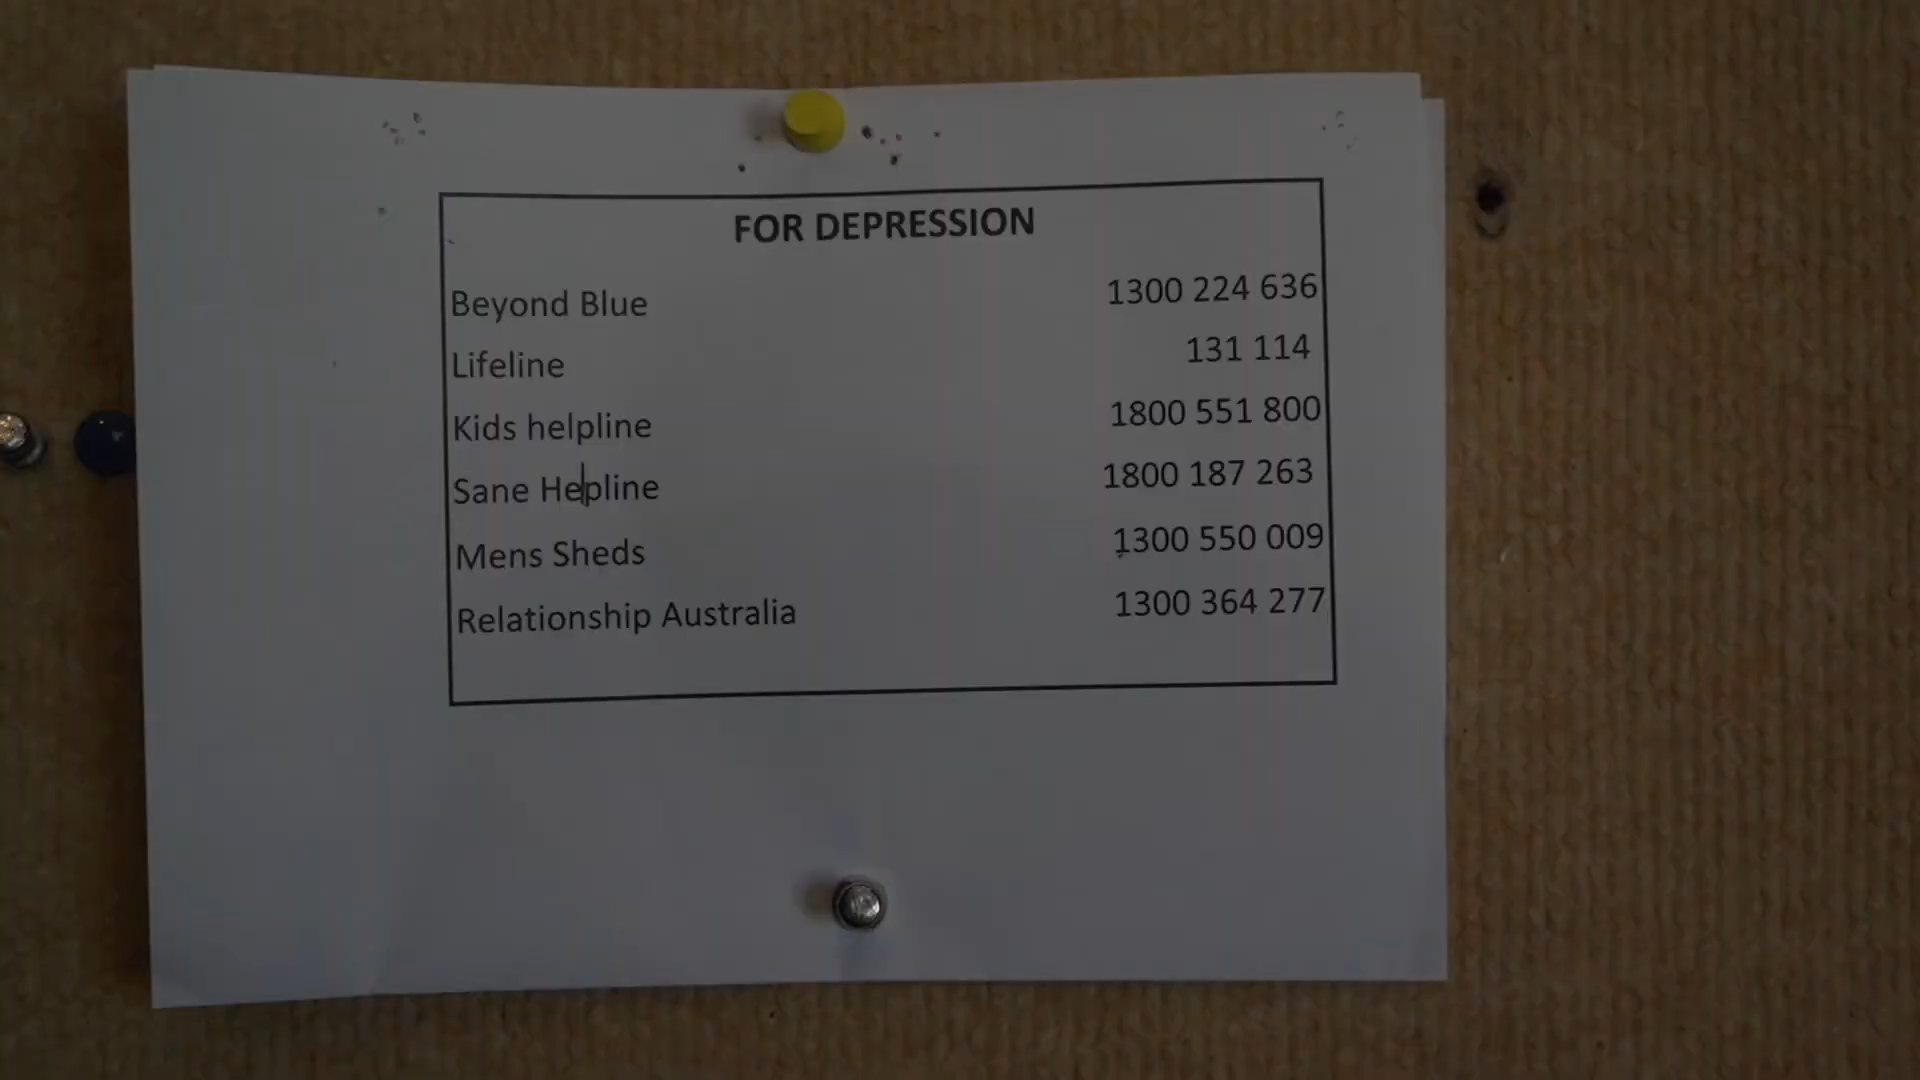 FOR DEPRESSION
Beyond Blue 1300 224 636
Lifeline 131 114
Kids helpline 1800 551 800
Sane Hepline 1800 187 263
Mens Sheds 1300 550 009
Relationship Australia 1300 364 277